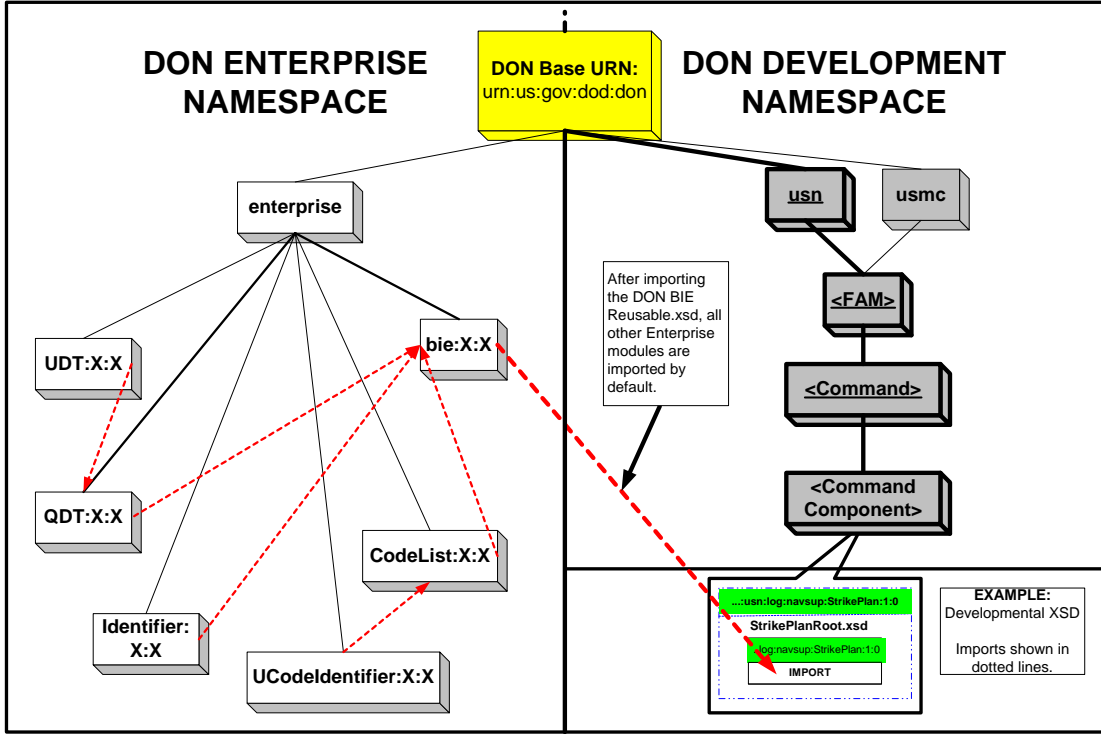 DON ENTERPRISE
NAMESPACE
DON Base URN:
urn:us:gov:dod:don
DON DEVELOPMENT
NAMESPACE
enterprise
usn
usmc
After importing
the DON BIE
Reusable.xsd, all
other Enterprise
modules are
imported by
default.
<FAM>
UDT:X:X
bie:X:X
<Command>
QDT:X:X
<Command
Component>
CodeList:X:X
Identifier:
X:X
UCodeIdentifier:X:X
...:usn:log:navsup:StrikePlan:1:0
StrikePlanRoot.xsd
..log:navsup:StrikePlan:1:0
IMPORT
EXAMPLE:
Developmental XSD
Imports shown in
dotted lines.